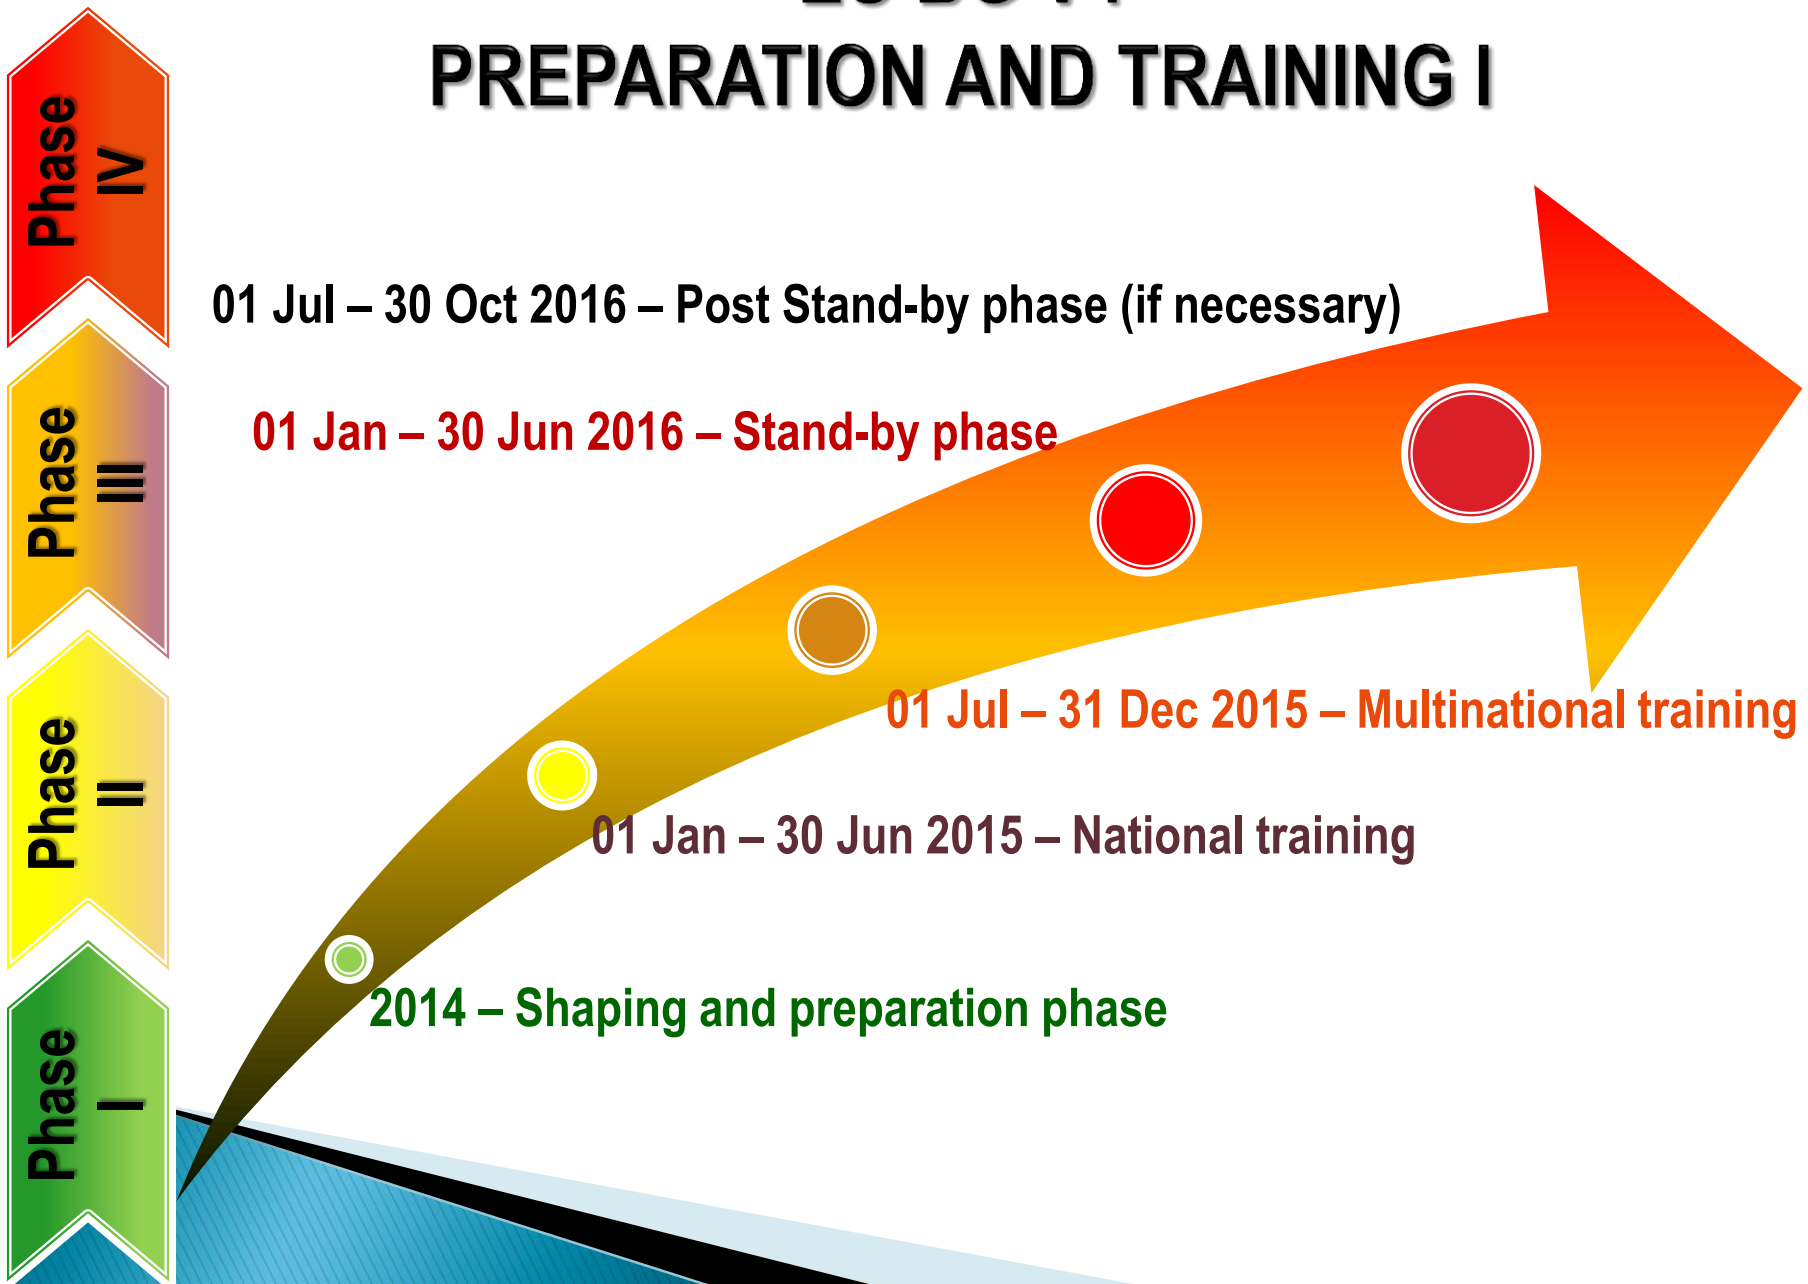 PREPARATION AND TRAINING I
Phase
IV
01 Jul – 30 Oct 2016 – Post Stand-by phase (if necessary)
01 Jan – 30 Jun 2016 – Stand-by phase
Phase
III
01 Jul – 31 Dec 2015 – Multinational training
Phase
II
01 Jan – 30 Jun 2015 – National training
2014 – Shaping and preparation phase
Phase
I